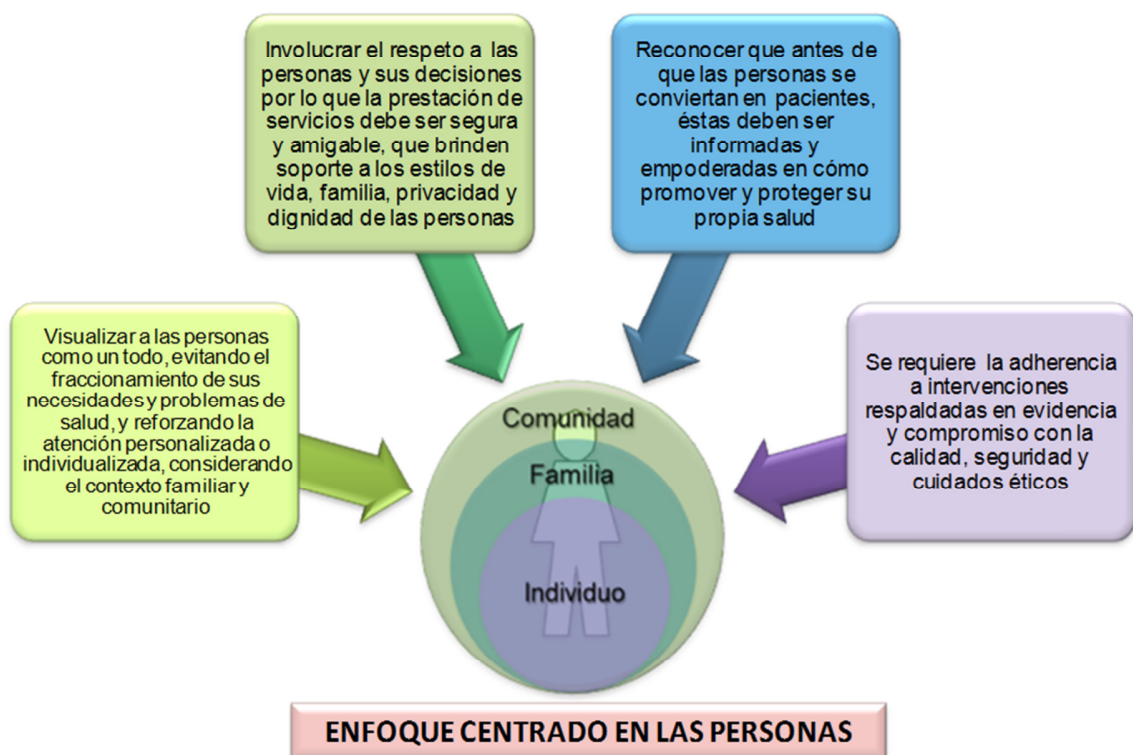 Involucrar el respeto a las
personas y sus decisiones
por lo que la prestación de
servicios debe ser segura
y amigable, que brinden
soporte a los estilos de
vida, familia, privacidad y
dignidad de las personas
Reconocer que antes de
que las personas se
conviertan en pacientes,
éstas deben ser
informadas y
empoderadas en cómo
promover y proteger su
propia salud
Visualizar a las personas
como un todo, evitando el
fraccionamiento de sus
necesidades y problemas de
salud, y reforzando la
atención personalizada o
individualizada, considerando
el contexto familiar y
comunitario
Se requiere la adherencia
a intervenciones
respaldadas en evidencia
y compromiso con la
calidad, seguridad y
cuidados éticos
Comunidad
Familia
Individuo
ENFOQUE CENTRADO EN LAS PERSONAS